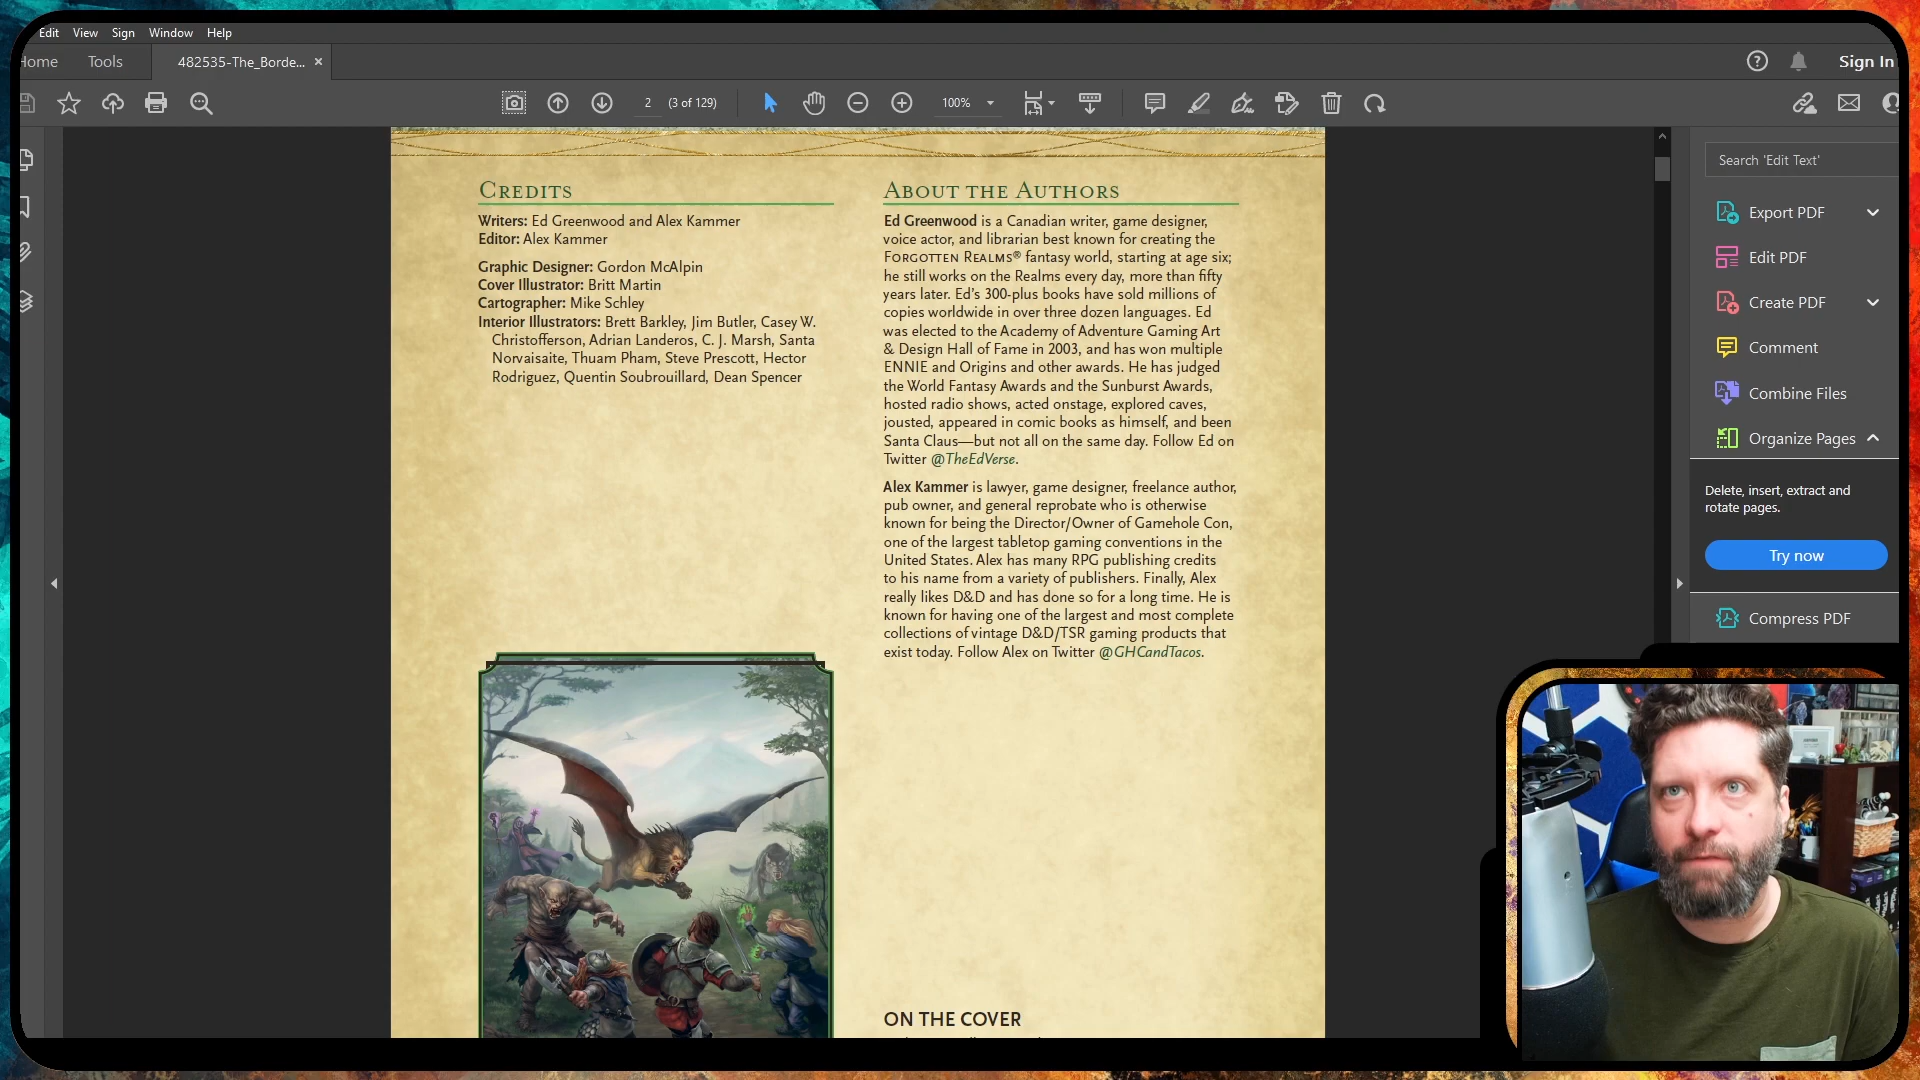 Edit View Sign Window Help
Home Tools 482535-The_Borde... ×
Sign In
2 (3 of 129) 100%
Search 'Edit Text'
Export PDF
Edit PDF
Create PDF
Comment
Combine Files
Organize Pages
Delete, insert, extract and
rotate pages.
Try now
Compress PDF
Credits
Writers: Ed Greenwood and Alex Kammer
Editor: Alex Kammer
Graphic Designer: Gordon McAlpin
Cover Illustrator: Britt Martin
Cartographer: Mike Schley
Interior Illustrators: Brett Barkley, Jim Butler, Casey W.
Christofferson, Adrian Landeros, C. J. Marsh, Santa
Norvaisaite, Thuam Pham, Steve Prescott, Hector
Rodriguez, Quentin Soubrouillard, Dean Spencer
About the Authors
Ed Greenwood is a Canadian writer, game designer,
voice actor, and librarian best known for creating the
Forgotten Realms® fantasy world, starting at age six;
he still works on the Realms every day, more than fifty
years later. Ed's 300-plus books have sold millions of
copies worldwide in over three dozen languages. Ed
was elected to the Academy of Adventure Gaming Art
& Design Hall of Fame in 2003, and has won multiple
ENNIE and Origins and other awards. He has judged
the World Fantasy Awards and the Sunburst Awards,
hosted radio shows, acted onstage, explored caves,
jousted, appeared in comic books as himself, and been
Santa Claus—but not all on the same day. Follow Ed on
Twitter @TheEdVerse.
Alex Kammer is lawyer, game designer, freelance author,
pub owner, and general reprobate who is otherwise
known for being the Director/Owner of Gamehole Con,
one of the largest tabletop gaming conventions in the
United States. Alex has many RPG publishing credits
to his name from a variety of publishers. Finally, Alex
really likes D&D and has done so for a long time. He is
known for having one of the largest and most complete
collections of vintage D&D/TSR gaming products that
exist today. Follow Alex on Twitter @GHCandTacos.
ON THE COVER